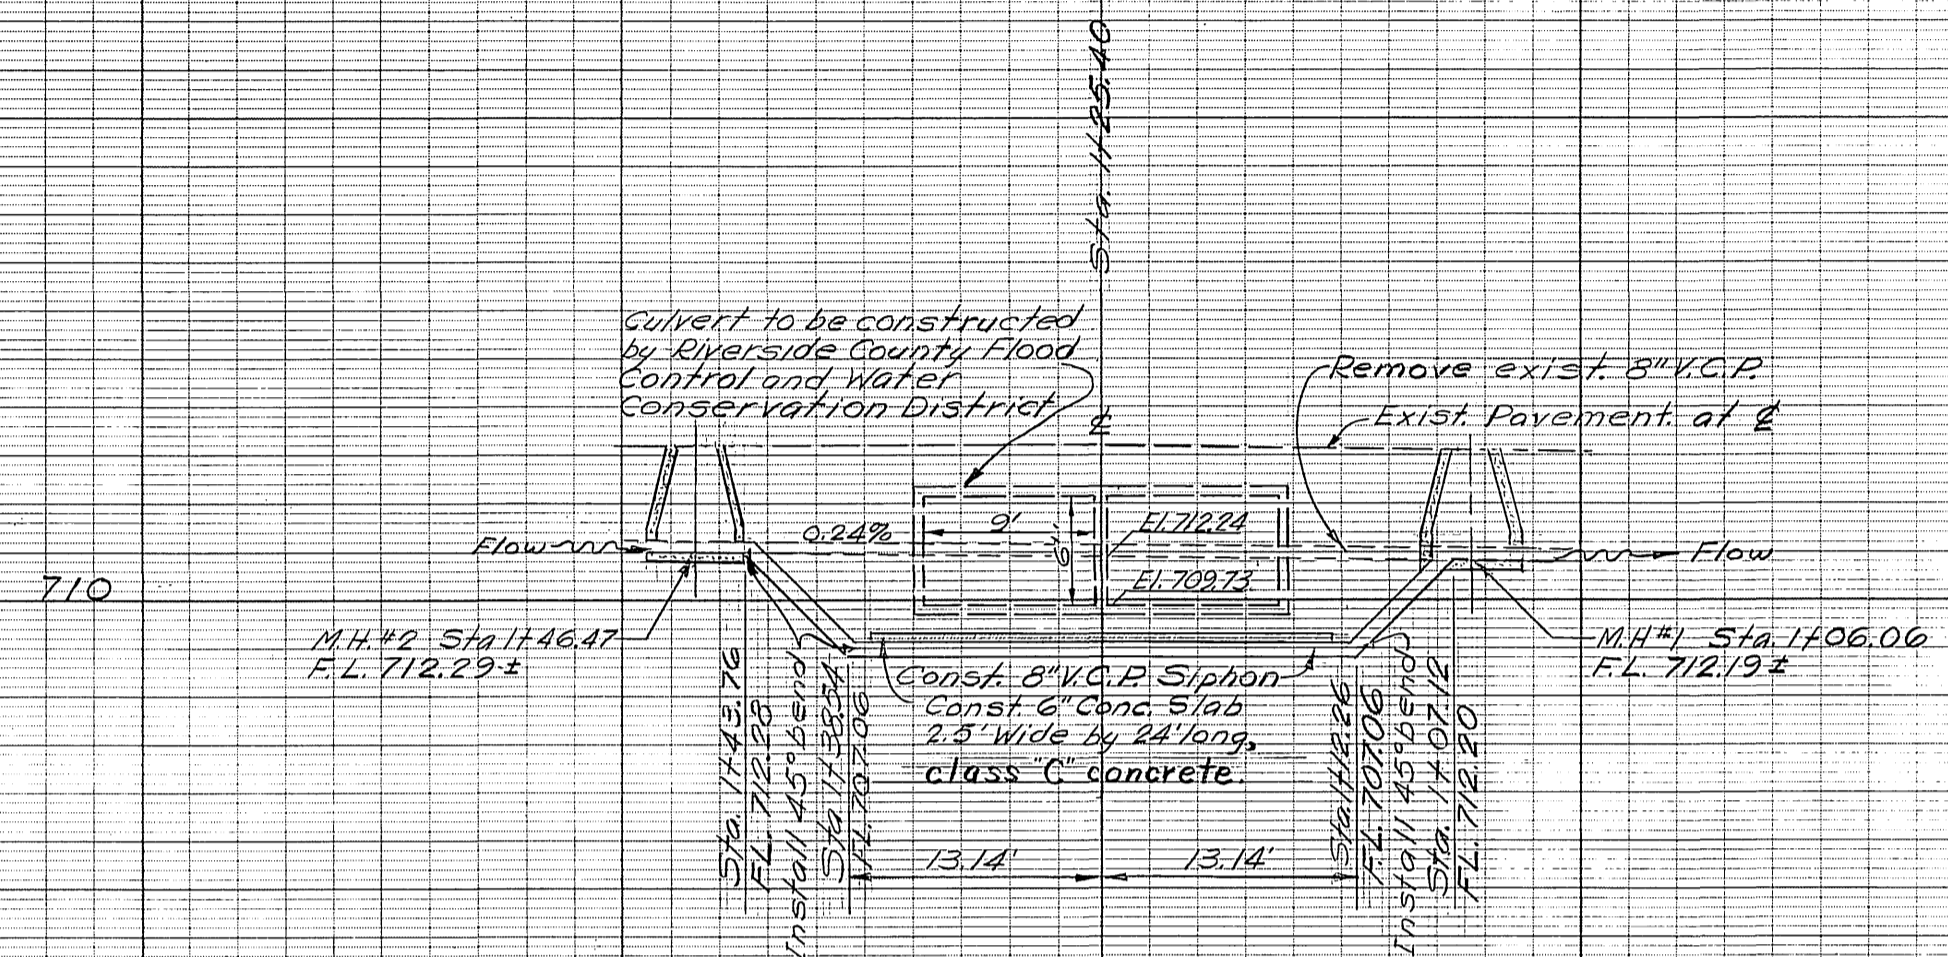 Sta. 1+25.40
Culvert to be constructed
by Riverside County Flood
Control and Water
Conservation District
℄
Remove exist. 8" V.C.P.
Exist. Pavement at ℄
Flow
0.24%
9'
6'
El. 712.24
El. 709.73
Flow
710
M.H. #2 Sta 1+46.47
F.L. 712.29±
M.H #1 Sta. 1+06.06
F.L. 712.19±
Const. 8" V.C.P. Siphon
Const. 6" Conc. Slab
2.5' Wide by 24' long,
class "C" concrete.
Sta. 1+43.76
F.L. 712.28
Install 45° bend
Sta 1+38.54
F.L. 707.06
13.14'
13.14'
Sta. 1+12.26
F.L. 707.06
Install 45° bend
Sta. 1+07.12
F.L. 712.20